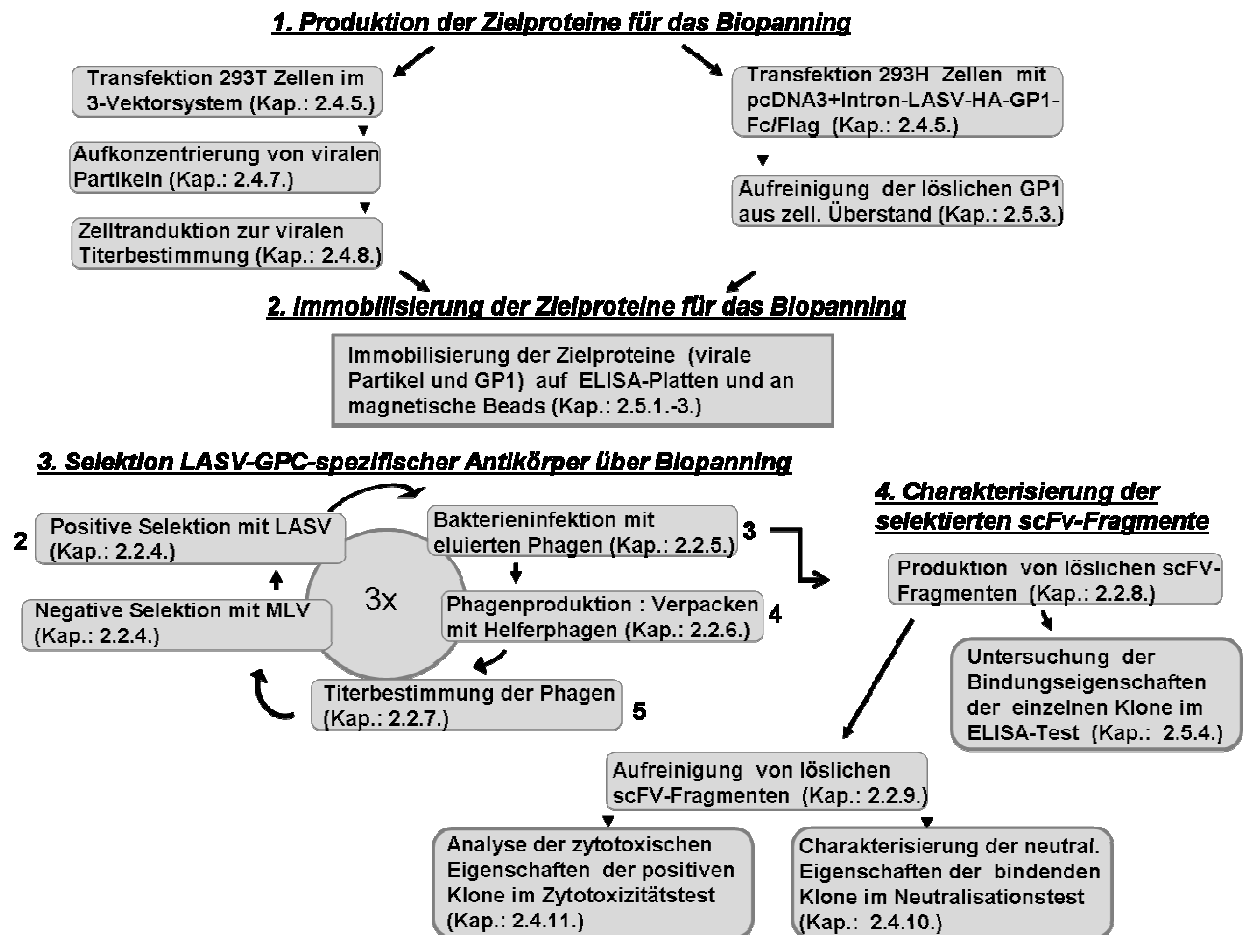 1. Produktion der Zielproteine für das Biopanning
Transfektion 293T Zellen im
3-Vektorsystem (Kap.: 2.4.5.)
Aufkonzentrierung von viralen
Partikeln (Kap.: 2.4.7.)
Zelltranduktion zur viralen
Titerbestimmung (Kap.: 2.4.8.)
Transfektion 293H Zellen mit
pcDNA3+Intron-LASV-HA-GP1-
Fc/Flag (Kap.: 2.4.5.)
Aufreinigung der löslichen GP1
aus zell. Überstand (Kap.: 2.5.3.)
2. Immobilisierung der Zielproteine für das Biopanning
Immobilisierung der Zielproteine (virale
Partikel und GP1) auf ELISA-Platten und an
magnetische Beads (Kap.: 2.5.1.-3.)
3. Selektion LASV-GPC-spezifischer Antikörper über Biopanning
2
Positive Selektion mit LASV
(Kap.: 2.2.4.)
Negative Selektion mit MLV
(Kap.: 2.2.4.)
3x
Bakterieninfektion mit
eluierten Phagen (Kap.: 2.2.5.)
3
Phagenproduktion : Verpacken
mit Helferphagen (Kap.: 2.2.6.)
4
Titerbestimmung der Phagen
(Kap.: 2.2.7.)
5
4. Charakterisierung der
selektierten scFv-Fragmente
Produktion von löslichen scFV-
Fragmenten (Kap.: 2.2.8.)
Untersuchung der
Bindungseigenschaften
der einzelnen Klone im
ELISA-Test (Kap.: 2.5.4.)
Aufreinigung von löslichen
scFV-Fragmenten (Kap.: 2.2.9.)
Analyse der zytotoxischen
Eigenschaften der positiven
Klone im Zytotoxizitätstest
(Kap.: 2.4.11.)
Charakterisierung der neutral.
Eigenschaften der bindenden
Klone im Neutralisationstest
(Kap.: 2.4.10.)